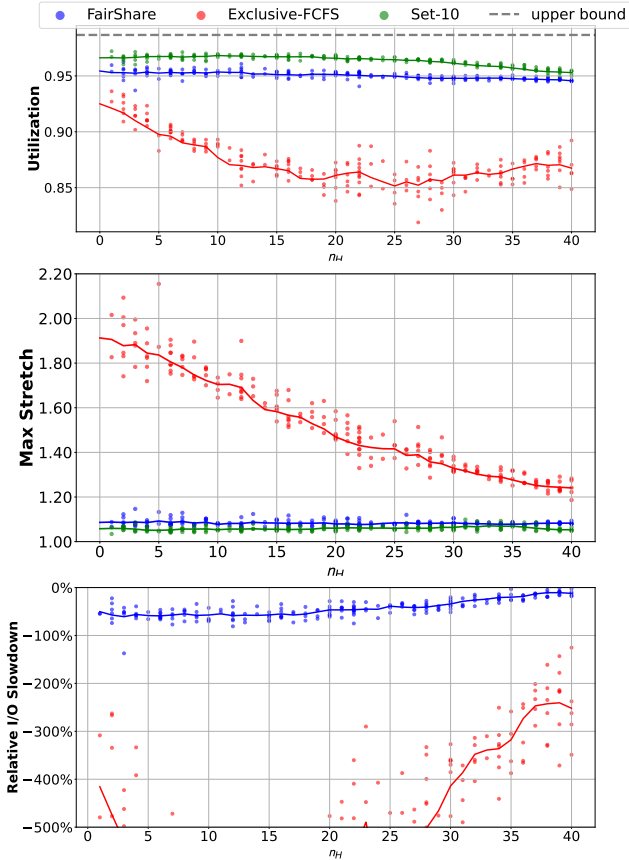 FairShare Exclusive-FCFS Set-10 upper bound
Utilization
0.95
0.90
0.85
0 5 10 15 20 25 30 35 40
n_H
Max Stretch
2.20
2.00
1.80
1.60
1.40
1.20
1.00
0 5 10 15 20 25 30 35 40
n_H
Relative I/O Slowdown
0%
−100%
−200%
−300%
−400%
−500%
0 5 10 15 20 25 30 35 40
n_H